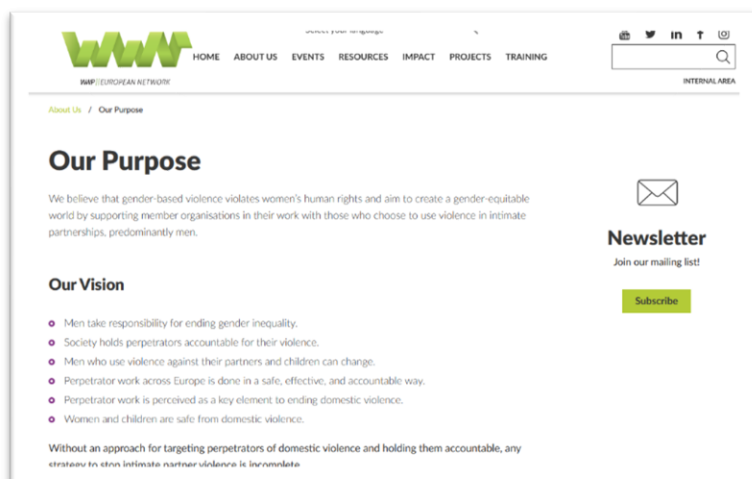 Select your language
HOME ABOUT US EVENTS RESOURCES IMPACT PROJECTS TRAINING
WWP EUROPEAN NETWORK
INTERNAL AREA
About Us / Our Purpose
Our Purpose
We believe that gender-based violence violates women's human rights and aim to create a gender-equitable
world by supporting member organisations in their work with those who choose to use violence in intimate
partnerships, predominantly men.
Our Vision
Men take responsibility for ending gender inequality.
Society holds perpetrators accountable for their violence.
Men who use violence against their partners and children can change.
Perpetrator work across Europe is done in a safe, effective, and accountable way.
Perpetrator work is perceived as a key element to ending domestic violence.
Women and children are safe from domestic violence.
Without an approach for targeting perpetrators of domestic violence and holding them accountable, any
strategy to stop intimate partner violence is incomplete
Newsletter
Join our mailing list!
Subscribe